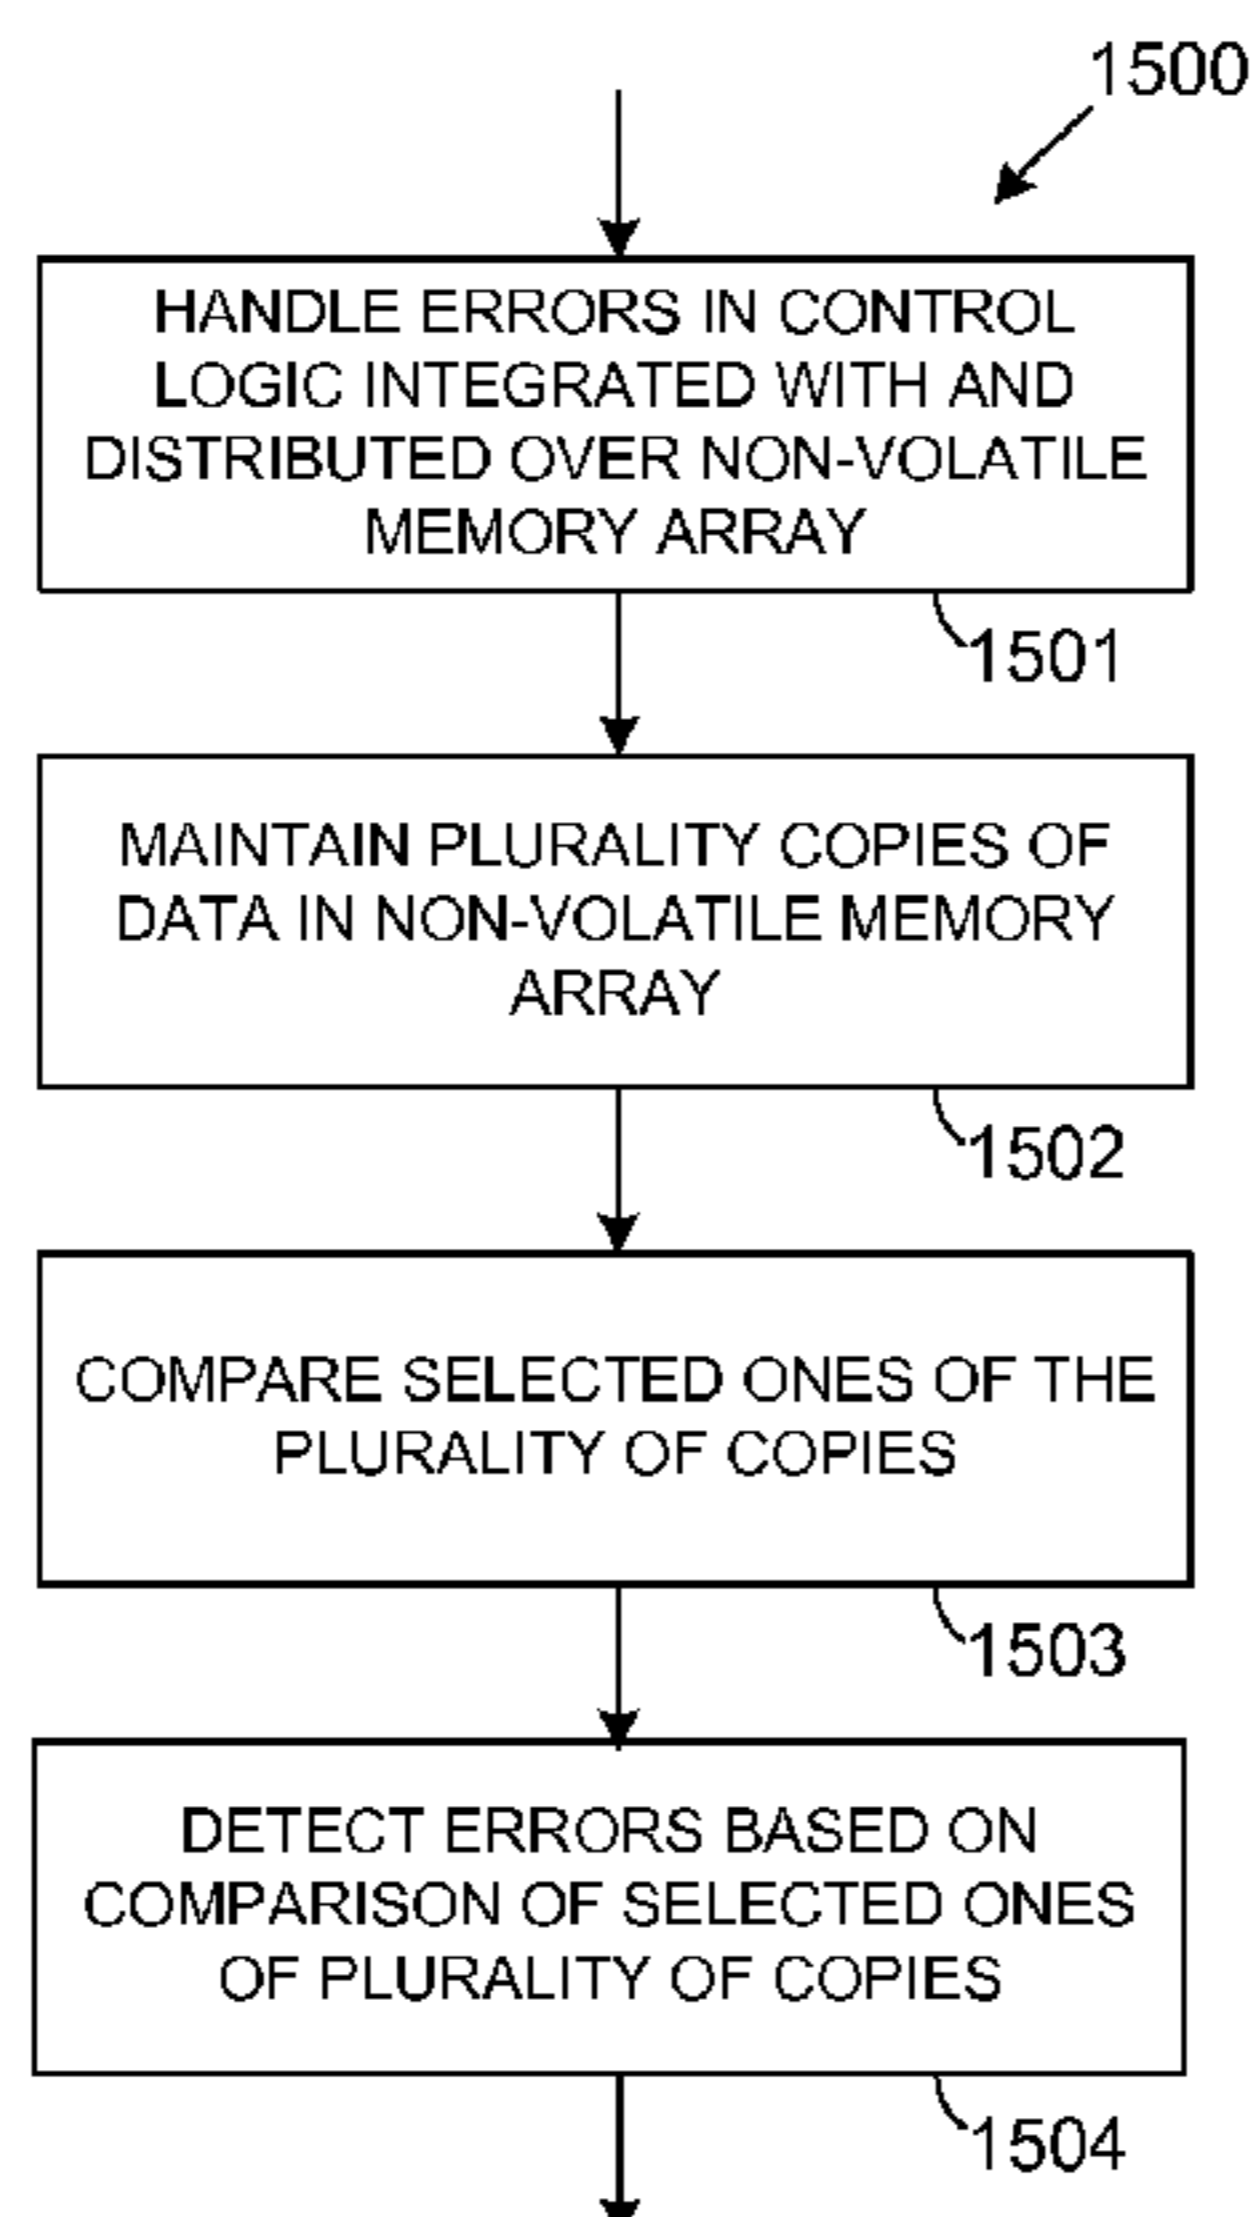 1500
HANDLE ERRORS IN CONTROL
LOGIC INTEGRATED WITH AND
DISTRIBUTED OVER NON-VOLATILE
MEMORY ARRAY
1501
MAINTAIN PLURALITY COPIES OF
DATA IN NON-VOLATILE MEMORY
ARRAY
1502
COMPARE SELECTED ONES OF THE
PLURALITY OF COPIES
1503
DETECT ERRORS BASED ON
COMPARISON OF SELECTED ONES
OF PLURALITY OF COPIES
1504